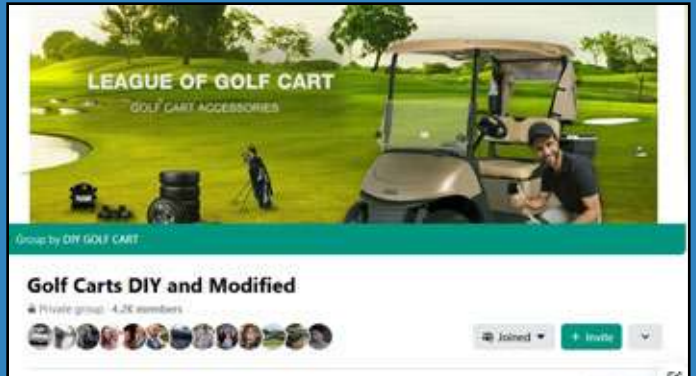 LEAGUE OF GOLF CART
GOLF CART ACCESSORIES
Group by DIY GOLF CART
Golf Carts DIY and Modified
Private group · 4.2K members
Joined
+ Invite